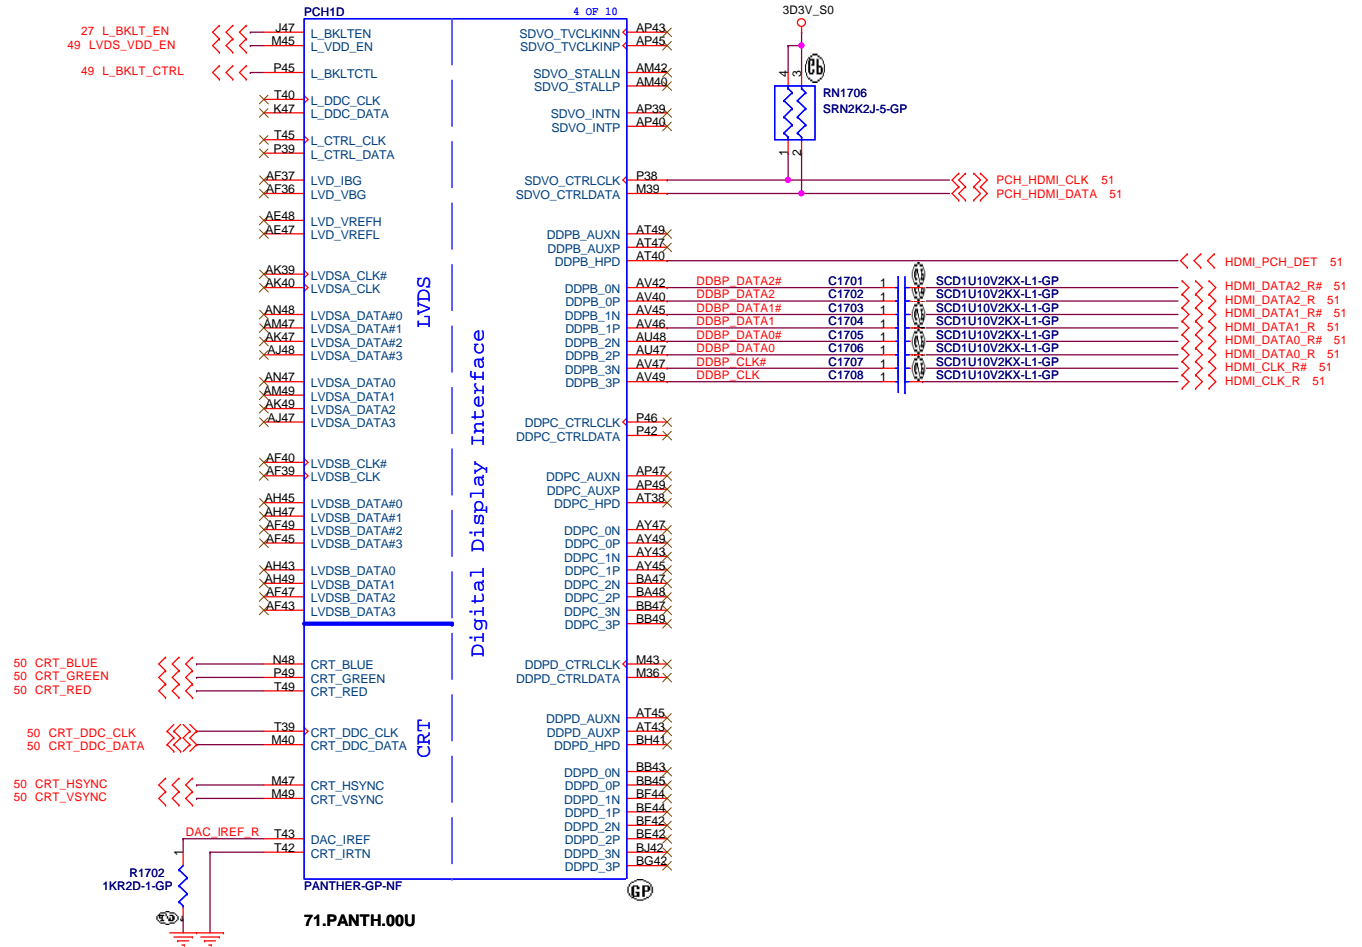 PCH1D 4 OF 10
27 L_BKLT_EN J47 L_BKLTEN
49 LVDS_VDD_EN M45 L_VDD_EN
49 L_BKLT_CTRL P45 L_BKLTCTL
T40 L_DDC_CLK
K47 L_DDC_DATA
T45 L_CTRL_CLK
P39 L_CTRL_DATA
AF37 LVD_IBG
AF36 LVD_VBG
AE48 LVD_VREFH
AE47 LVD_VREFL
AK39 LVDSA_CLK#
AK40 LVDSA_CLK
AN48 LVDSA_DATA#0
AM47 LVDSA_DATA#1
AK47 LVDSA_DATA#2
AJ48 LVDSA_DATA#3
AN47 LVDSA_DATA0
AM49 LVDSA_DATA1
AK49 LVDSA_DATA2
AJ47 LVDSA_DATA3
AF40 LVDSB_CLK#
AF39 LVDSB_CLK
AH45 LVDSB_DATA#0
AH47 LVDSB_DATA#1
AF49 LVDSB_DATA#2
AF45 LVDSB_DATA#3
AH43 LVDSB_DATA0
AH49 LVDSB_DATA1
AF47 LVDSB_DATA2
AF43 LVDSB_DATA3
50 CRT_BLUE N48 CRT_BLUE
50 CRT_GREEN P49 CRT_GREEN
50 CRT_RED T49 CRT_RED
50 CRT_DDC_CLK T39 CRT_DDC_CLK
50 CRT_DDC_DATA M40 CRT_DDC_DATA
50 CRT_HSYNC M47 CRT_HSYNC
50 CRT_VSYNC M49 CRT_VSYNC
DAC_IREF_R T43 DAC_IREF
T42 CRT_IRTN
1
R1702
1KR2D-1-GP
LVDS
CRT
Digital Display Interface
SDVO_TVCLKINN AP43
SDVO_TVCLKINP AP45
SDVO_STALLN AM42
SDVO_STALLP AM40
SDVO_INTN AP39
SDVO_INTP AP40
SDVO_CTRLCLK P38
SDVO_CTRLDATA M39
DDPB_AUXN AT49
DDPB_AUXP AT47
DDPB_HPD AT40
DDPB_0N AV42 DDBP_DATA2# C1701 1 SCD1U10V2KX-L1-GP HDMI_DATA2_R# 51
DDPB_0P AV40 DDBP_DATA2 C1702 1 SCD1U10V2KX-L1-GP HDMI_DATA2_R 51
DDPB_1N AV45 DDBP_DATA1# C1703 1 SCD1U10V2KX-L1-GP HDMI_DATA1_R# 51
DDPB_1P AV46 DDBP_DATA1 C1704 1 SCD1U10V2KX-L1-GP HDMI_DATA1_R 51
DDPB_2N AU48 DDBP_DATA0# C1705 1 SCD1U10V2KX-L1-GP HDMI_DATA0_R# 51
DDPB_2P AU47 DDBP_DATA0 C1706 1 SCD1U10V2KX-L1-GP HDMI_DATA0_R 51
DDPB_3N AV47 DDBP_CLK# C1707 1 SCD1U10V2KX-L1-GP HDMI_CLK_R# 51
DDPB_3P AV49 DDBP_CLK C1708 1 SCD1U10V2KX-L1-GP HDMI_CLK_R 51
DDPC_CTRLCLK P46
DDPC_CTRLDATA P42
DDPC_AUXN AP47
DDPC_AUXP AP49
DDPC_HPD AT38
DDPC_0N AY47
DDPC_0P AY49
DDPC_1N AY43
DDPC_1P AY45
DDPC_2N BA47
DDPC_2P BA48
DDPC_3N BB47
DDPC_3P BB49
DDPD_CTRLCLK M43
DDPD_CTRLDATA M36
DDPD_AUXN AT45
DDPD_AUXP AT43
DDPD_HPD BH41
DDPD_0N BB43
DDPD_0P BB45
DDPD_1N BF44
DDPD_1P BE44
DDPD_2N BF42
DDPD_2P BE42
DDPD_3N BJ42
DDPD_3P BG42
3D3V_S0
4 3
RN1706
SRN2K2J-5-GP
1 2
PCH_HDMI_CLK 51
PCH_HDMI_DATA 51
HDMI_PCH_DET 51
PANTHER-GP-NF
GP
71.PANTH.00U